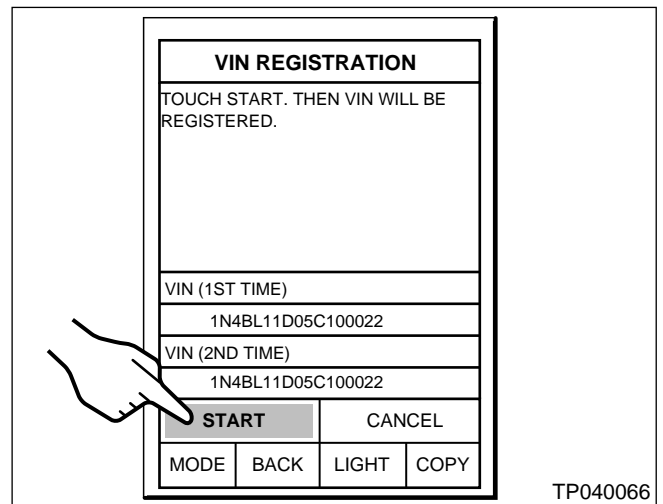 VIN REGISTRATION
TOUCH START. THEN VIN WILL BE
REGISTERED.
VIN (1ST TIME)
1N4BL11D05C100022
VIN (2ND TIME)
1N4BL11D05C100022
START CANCEL
MODE BACK LIGHT COPY
TP040066